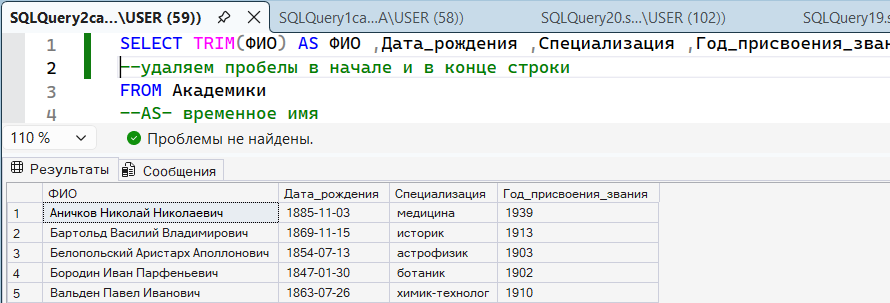 SQLQuery2ca...\USER (59)) SQLQuery1ca...A\USER (58)) SQLQuery20.s...\USER (102)) SQLQuery19.s
1 SELECT TRIM(ФИО) AS ФИО ,Дата_рождения ,Специализация ,Год_присвоения_зван
2 --удаляем пробелы в начале и в конце строки
3 FROM Академики
4 --AS- временное имя
110 % Проблемы не найдены.
Результаты Сообщения
ФИО Дата_рождения Специализация Год_присвоения_звания
1 Аничков Николай Николаевич 1885-11-03 медицина 1939
2 Бартольд Василий Владимирович 1869-11-15 историк 1913
3 Белопольский Аристарх Аполлонович 1854-07-13 астрофизик 1903
4 Бородин Иван Парфеньевич 1847-01-30 ботаник 1902
5 Вальден Павел Иванович 1863-07-26 химик-технолог 1910